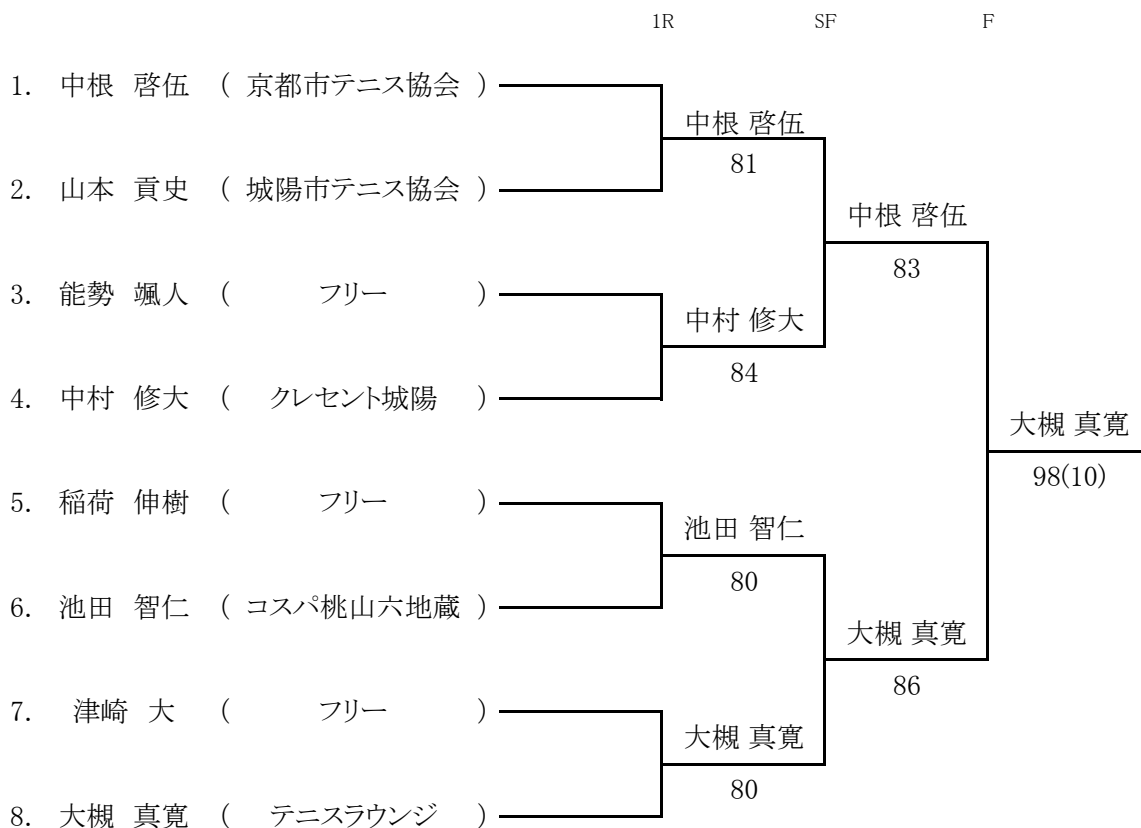 1R SF F
1. 中根 啓伍 ( 京都市テニス協会 )
中根 啓伍
81
2. 山本 貢史 ( 城陽市テニス協会 )
中根 啓伍
83
3. 能勢 颯人 ( フリー )
中村 修大
84
4. 中村 修大 ( クレセント城陽 )
大槻 真寛
98(10)
5. 稲荷 伸樹 ( フリー )
池田 智仁
80
6. 池田 智仁 ( コスパ桃山六地蔵 )
大槻 真寛
86
7. 津崎 大 ( フリー )
大槻 真寛
80
8. 大槻 真寛 ( テニスラウンジ )